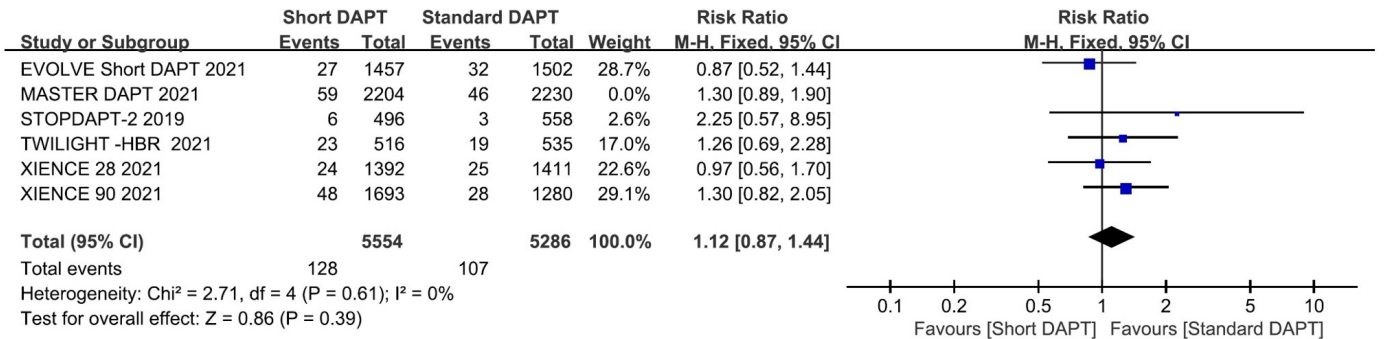 Short DAPT Standard DAPT Risk Ratio Risk Ratio
Study or Subgroup Events Total Events Total Weight M-H, Fixed, 95% CI M-H, Fixed, 95% CI
EVOLVE Short DAPT 2021 27 1457 32 1502 28.7% 0.87 [0.52, 1.44]
MASTER DAPT 2021 59 2204 46 2230 0.0% 1.30 [0.89, 1.90]
STOPDAPT-2 2019 6 496 3 558 2.6% 2.25 [0.57, 8.95]
TWILIGHT -HBR 2021 23 516 19 535 17.0% 1.26 [0.69, 2.28]
XIENCE 28 2021 24 1392 25 1411 22.6% 0.97 [0.56, 1.70]
XIENCE 90 2021 48 1693 28 1280 29.1% 1.30 [0.82, 2.05]
Total (95% CI) 5554 5286 100.0% 1.12 [0.87, 1.44]
Total events 128 107
Heterogeneity: Chi² = 2.71, df = 4 (P = 0.61); I² = 0%
Test for overall effect: Z = 0.86 (P = 0.39)
0.1 0.2 0.5 1 2 5 10
Favours [Short DAPT] Favours [Standard DAPT]